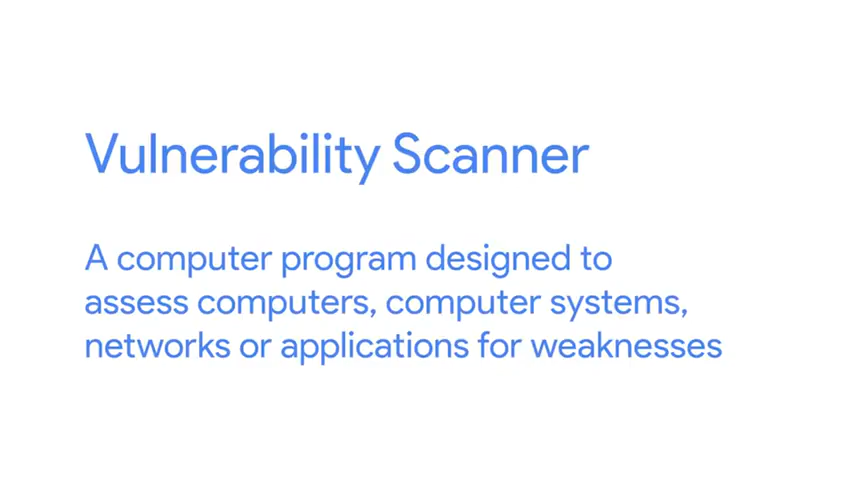 Vulnerability Scanner
A computer program designed to
assess computers, computer systems,
networks or applications for weaknesses